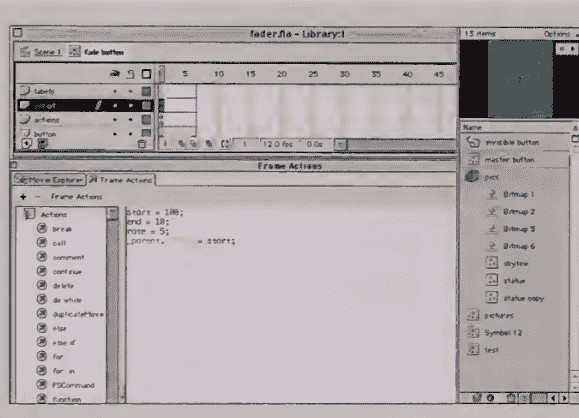 fader.fla - Library:1
13 items
Options
Scene 1
fade button
5 10 15 20 25 30 35 40 45
labels
script
actions
button
1 12.0 fps 0.0s
Name
invisible button
master button
pics
Bitmap 1
Bitmap 2
Bitmap 5
Bitmap 6
skyline
statue
statue copy
pictures
Symbol 12
test
Frame Actions
Movie Explorer
Frame Actions
+ - Frame Actions
Actions
break
call
comment
continue
delete
do while
duplicateMovie
else
else if
for
for in
FSCommand
function
start = 100;
end = 10;
rate = 5;
_parent. = start;